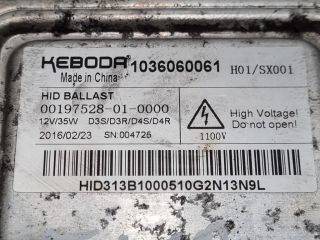 KEBODA 1036060061 H01/SX001
Made in China
HID BALLAST
00197528-01-0000
12V/35W D3S/D3R/D4S/D4R
2016/02/23 SN:004725
High Voltage!
Do not open!
1100V
HID313B1000510G2N13N9L